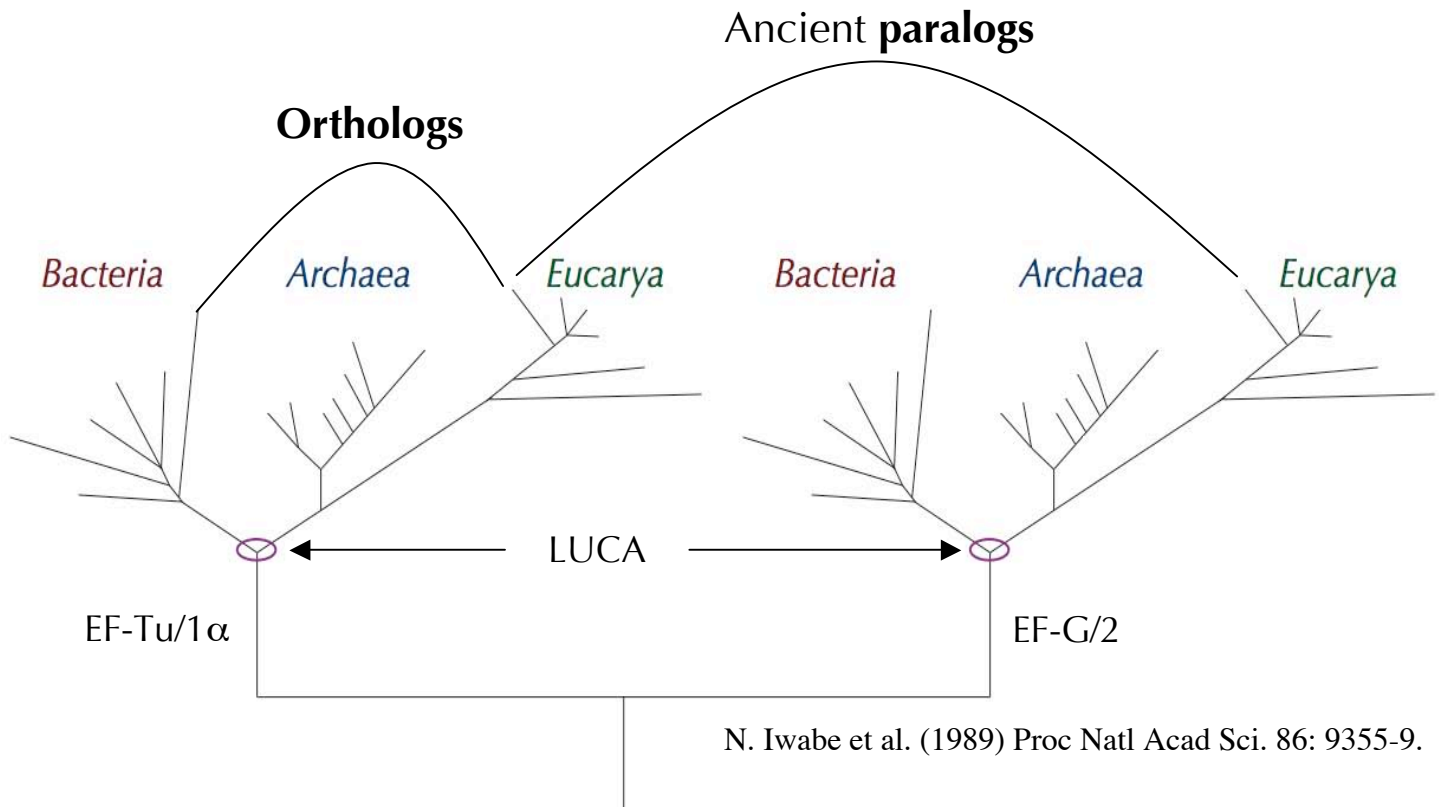 Ancient paralogs
Orthologs
Bacteria
Archaea
Eucarya
Bacteria
Archaea
Eucarya
LUCA
EF-Tu/1α
EF-G/2
N. Iwabe et al. (1989) Proc Natl Acad Sci. 86: 9355-9.